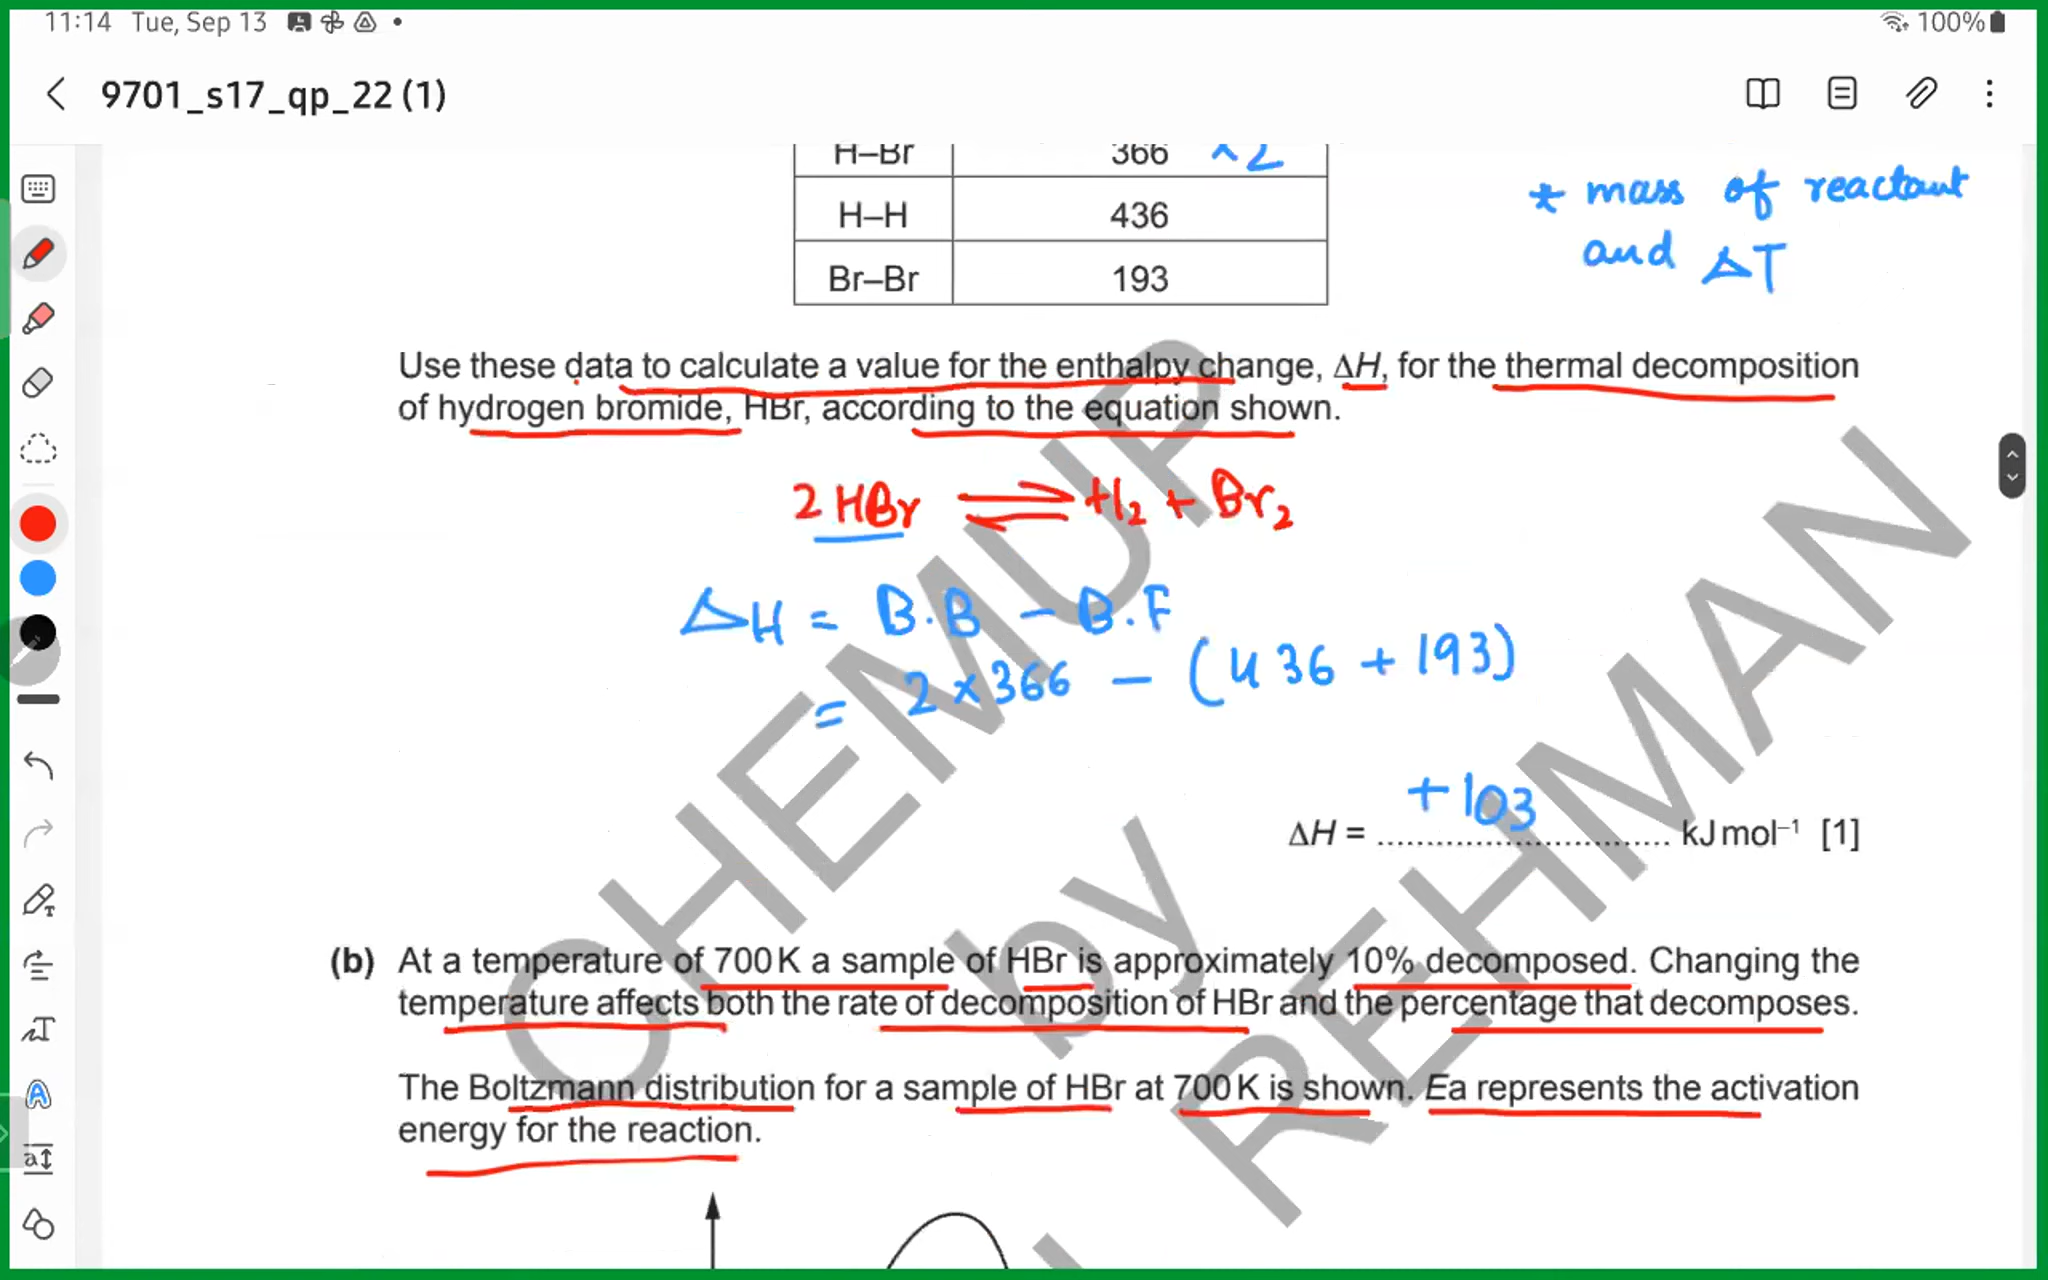 11:14 Tue, Sep 13 100%
9701_s17_qp_22 (1)
H–Br 366 ×2
H–H 436
Br–Br 193
* mass of reactant
and ΔT
Use these data to calculate a value for the enthalpy change, ΔH, for the thermal decomposition
of hydrogen bromide, HBr, according to the equation shown.
2 HBr ⇌ H₂ + Br₂
ΔH = B.B – B.F
= 2 × 366 – (436 + 193)
+103
ΔH = .............................. kJ mol⁻¹ [1]
(b) At a temperature of 700 K a sample of HBr is approximately 10% decomposed. Changing the
temperature affects both the rate of decomposition of HBr and the percentage that decomposes.
The Boltzmann distribution for a sample of HBr at 700 K is shown. Ea represents the activation
energy for the reaction.
CHEMUP
by
REHMAN